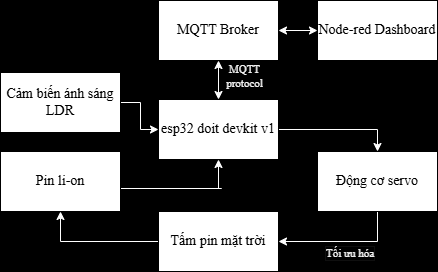 MQTT Broker
Node-red Dashboard
MQTT
protocol
Cảm biến ánh sáng
LDR
esp32 doit devkit v1
Pin li-on
Động cơ servo
Tấm pin mặt trời
Tối ưu hóa